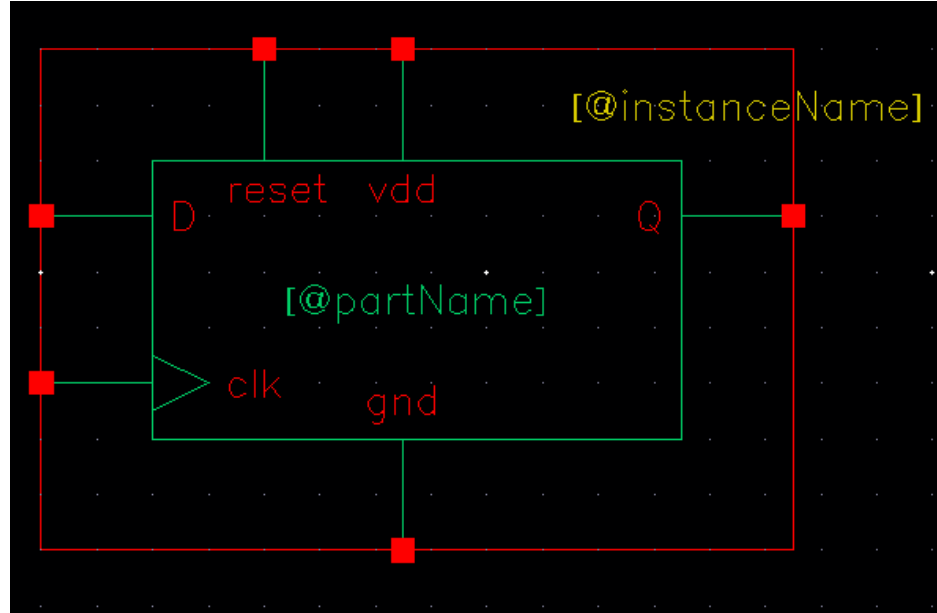 [@instanceName]
reset vdd
D Q
[@partName]
clk
gnd